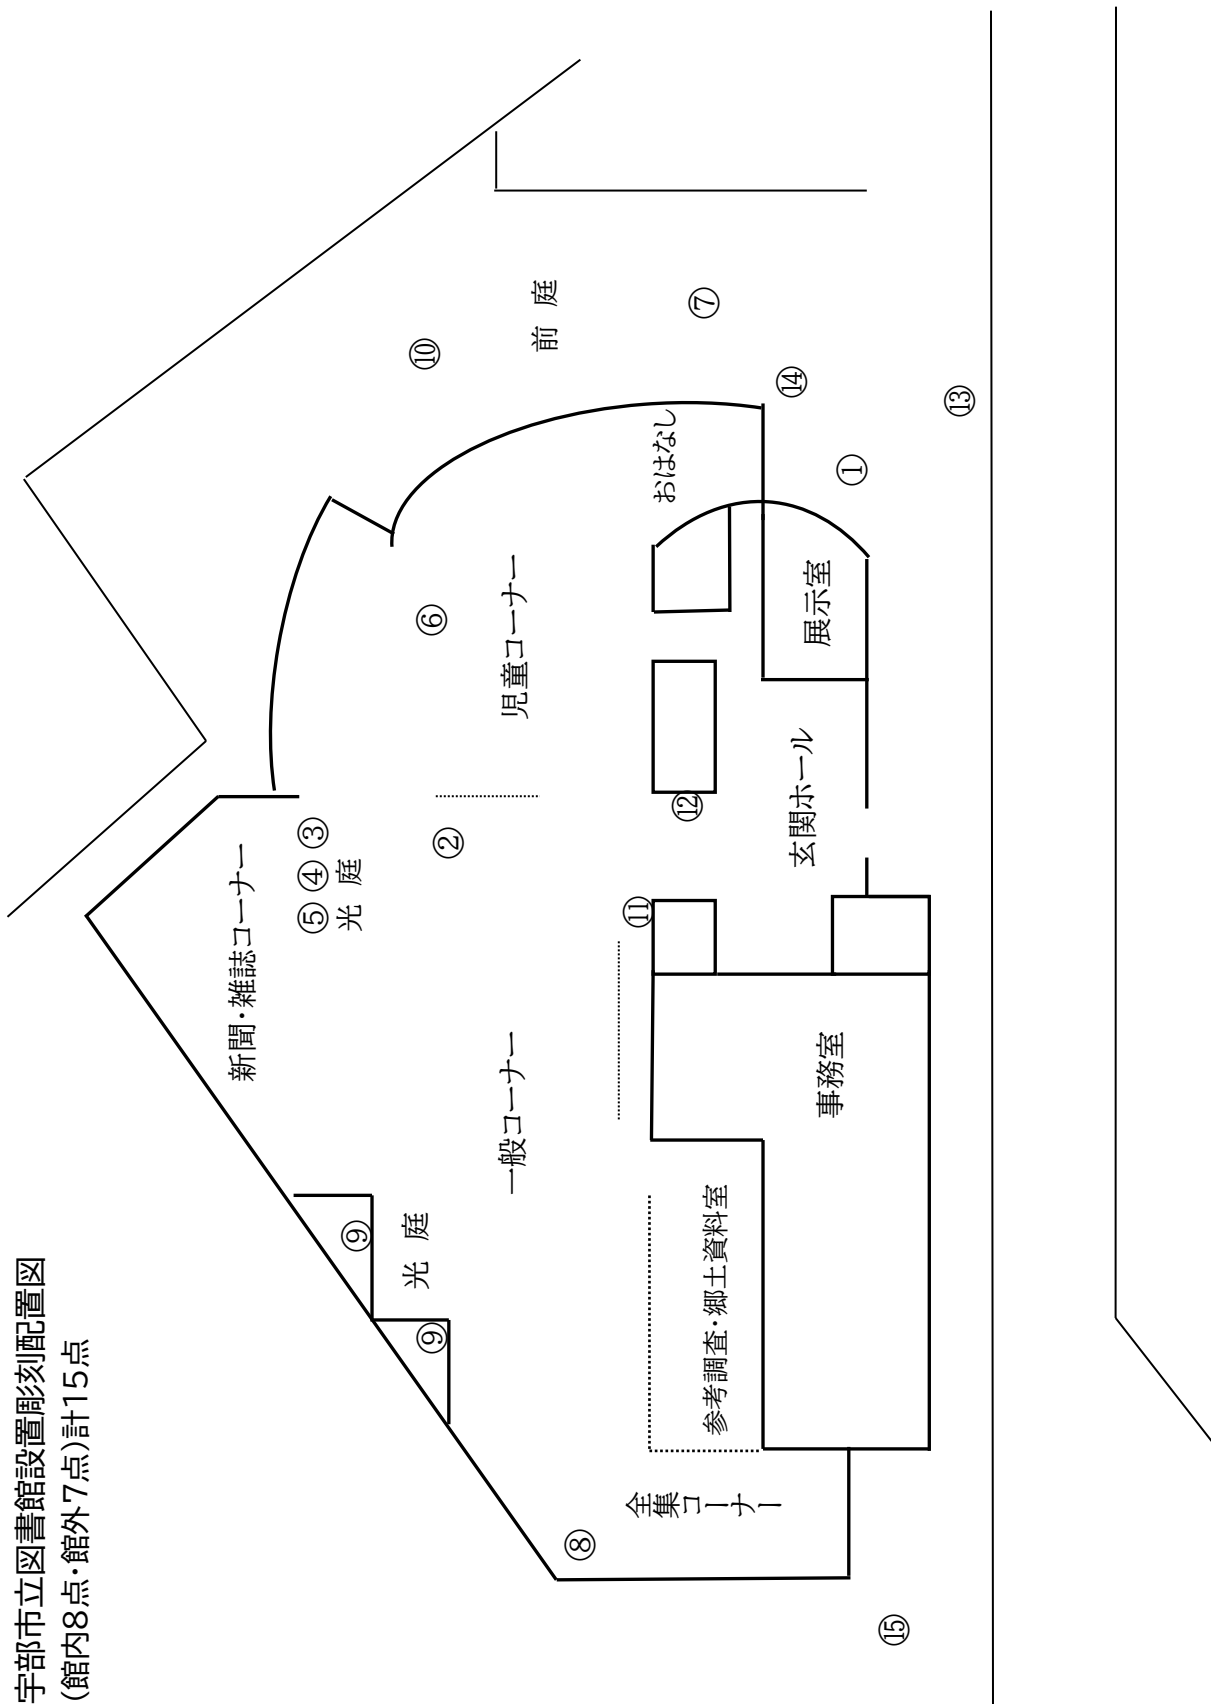 宇部市立図書館設置彫刻配置図
(館内8点・館外7点)計15点
新聞・雑誌コーナー
⑤④③
光 庭
⑨
光 庭
⑨
②
⑥
⑩
一般コーナー
児童コーナー
前 庭
⑧
⑪
おはなし
全集コーナー
⑫
⑦
参考調査・郷土資料室
⑭
玄関ホール
展示室
事務室
①
⑮
⑬